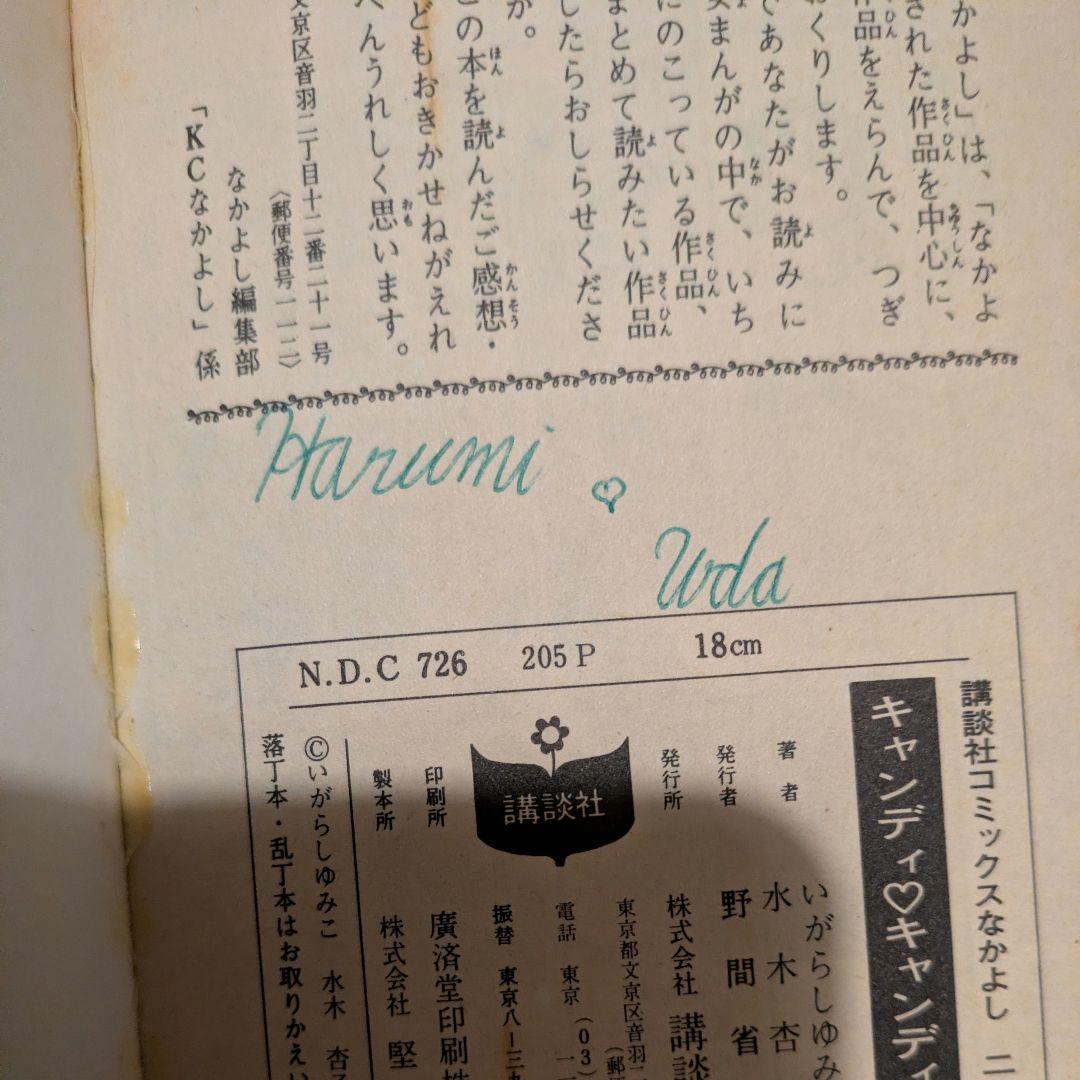 かよし」は、「なかよ
された作品を中心に、
作品をえらんで、つぎ
おくりします。
であなたがお読みに
まんがの中で、いち
にのこっている作品、
まとめて読みたい作品
したらおしらせくださ
が。
この本を読んだご感想・
どもおきかせねがえれ
へんうれしく思います。
文京区音羽二丁目十二番二十一号
〈郵便番号一一二〉
なかよし編集部
「KCなかよし」係
Harumi ♡
Uda
N.D.C 726 205P 18cm
講談社コミックスなかよし
キャンディ♡キャンディ
著者 いがらしゆみ
水木杏
発行者 野間省
発行所 株式会社 講談
東京都文京区音羽二
電話 東京(03)
振替 東京八ー三九
講談社
印刷所 廣済堂印刷株
製本所 株式会社 堅
©いがらしゆみこ 水木杏子
落丁本・乱丁本はお取りかえい